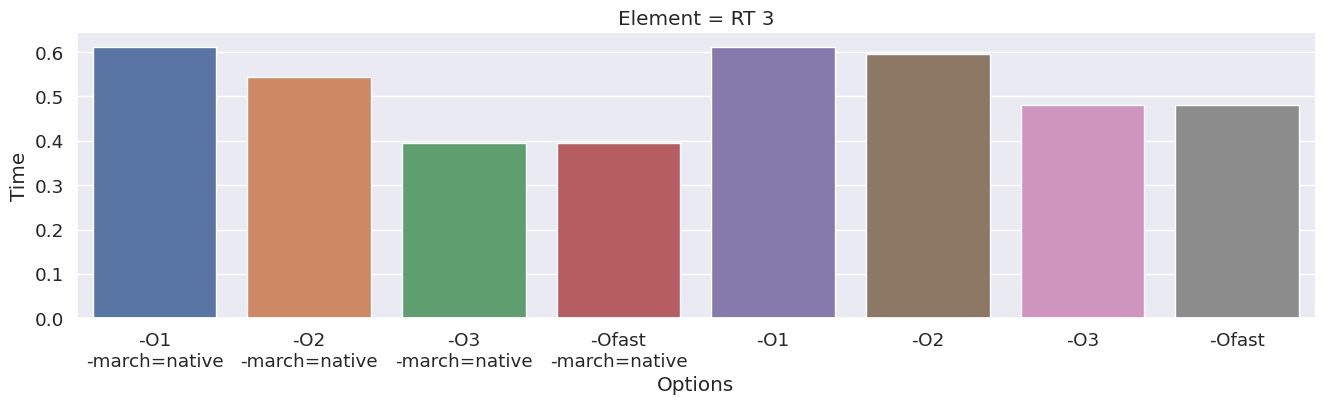 Element = RT 3
0.6
0.5
0.4
0.3
0.2
0.1
0.0
Time
-O1
-march=native
-O2
-march=native
-O3
-march=native
-Ofast
-march=native
-O1
-O2
-O3
-Ofast
Options